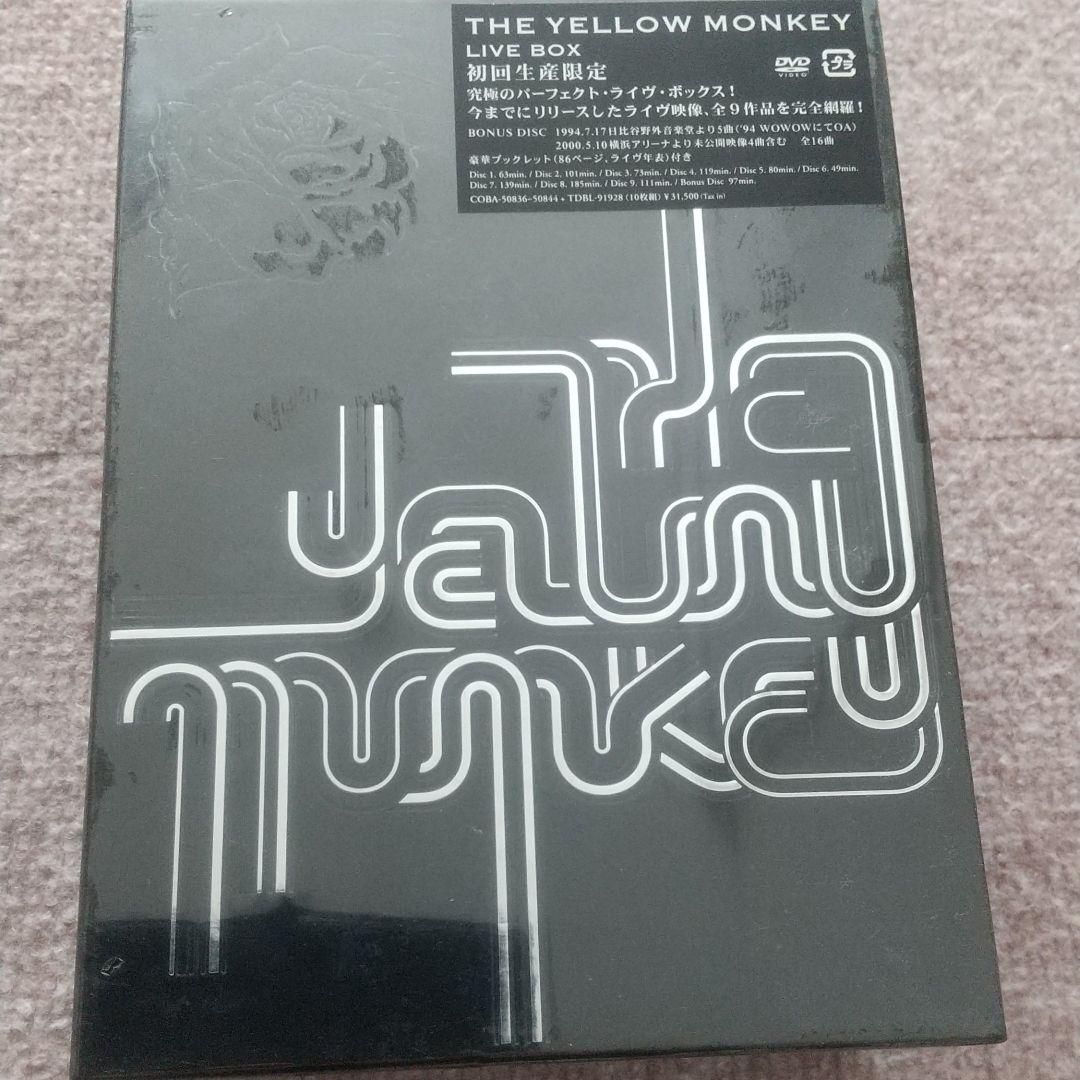 THE YELLOW MONKEY
LIVE BOX
初回生産限定
DVD
VIDEO
プラ
究極のパーフェクト・ライヴ・ボックス!
今までにリリースしたライヴ映像、全9作品を完全網羅!
BONUS DISC 1994.7.17日比谷野外音楽堂より5曲('94 WOWOWにてOA)
2000.5.10横浜アリーナより未公開映像4曲含む 全16曲
豪華ブックレット(86ページ、ライヴ年表)付き
Disc 1. 63min. / Disc 2. 101min. / Disc 3. 73min. / Disc 4. 119min. / Disc 5. 80min. / Disc 6. 49min.
Disc 7. 139min. / Disc 8. 185min. / Disc 9. 111min. / Bonus Disc 97min.
COBA-50836-50844 + TDBL-91928 (10枚組) ¥31,500 (Tax in)
the
yellow
monkey